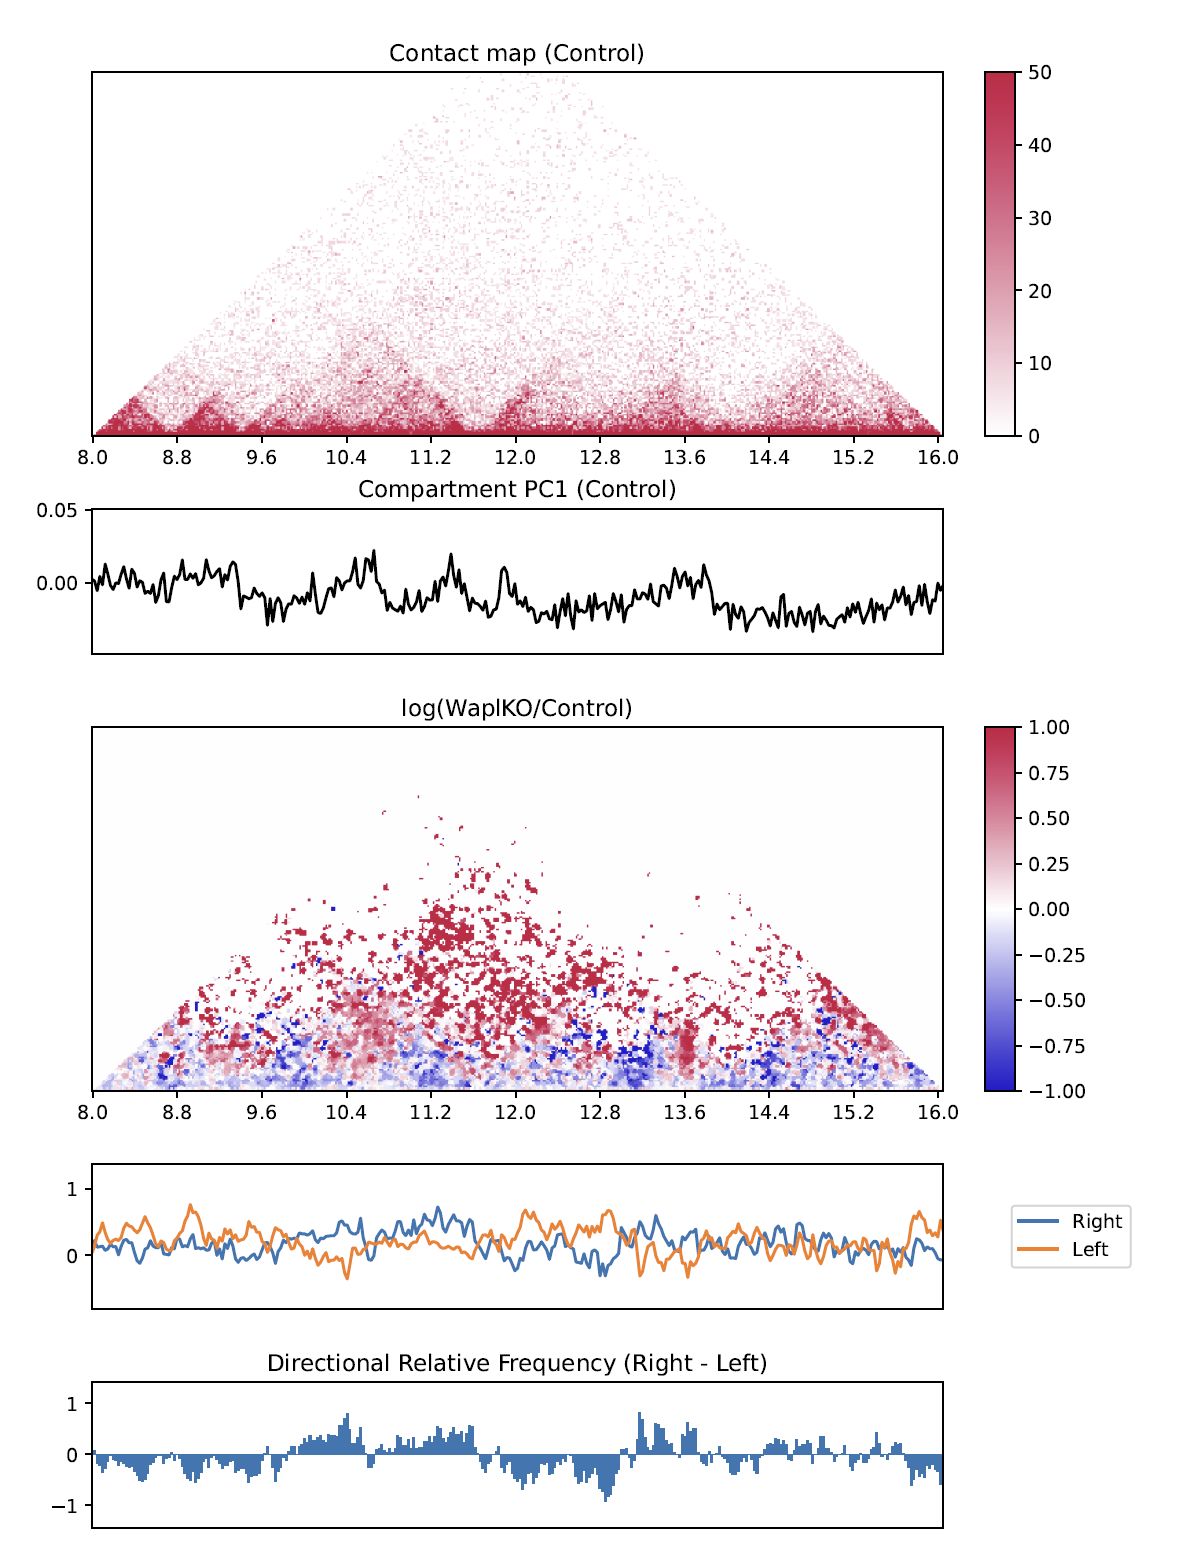 Contact map (Control)
50
40
30
20
10
0
8.0 8.8 9.6 10.4 11.2 12.0 12.8 13.6 14.4 15.2 16.0
Compartment PC1 (Control)
0.05
0.00
log(WaplKO/Control)
1.00
0.75
0.50
0.25
0.00
−0.25
−0.50
−0.75
−1.00
8.0 8.8 9.6 10.4 11.2 12.0 12.8 13.6 14.4 15.2 16.0
1
0
Right
Left
Directional Relative Frequency (Right - Left)
1
0
−1